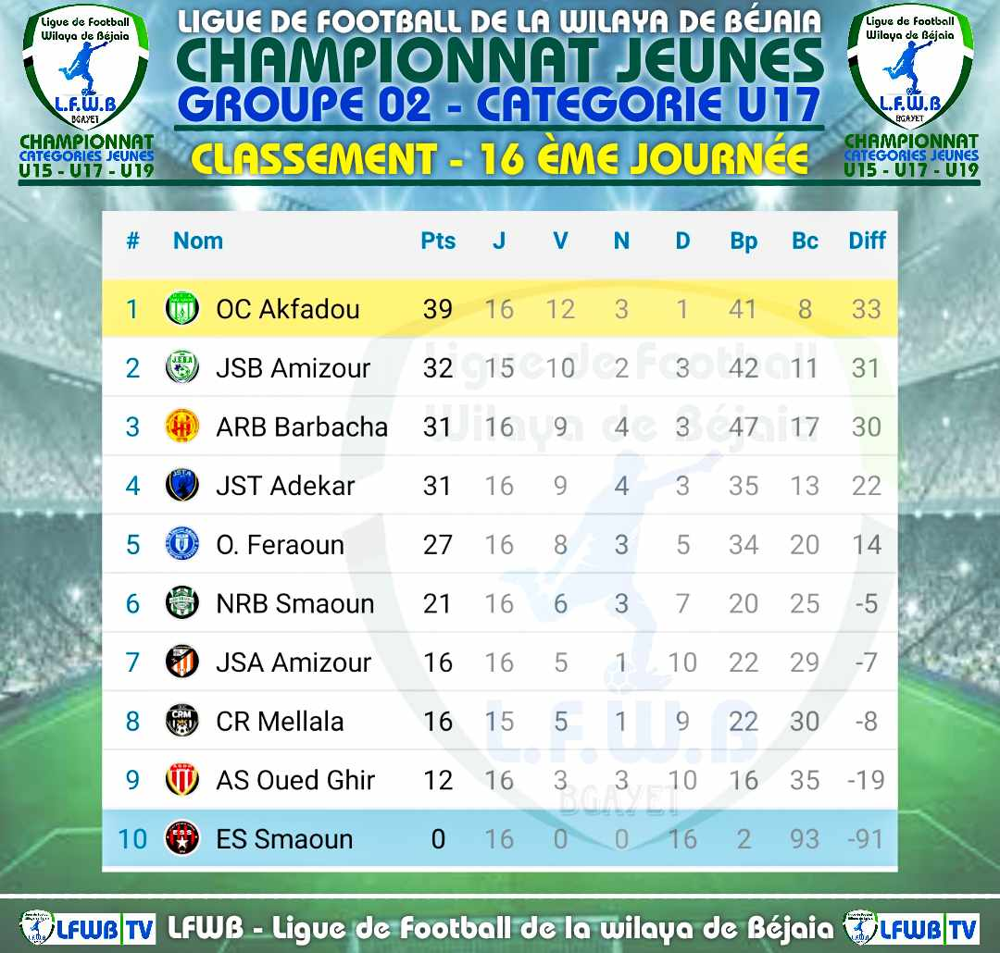 LIGUE DE FOOTBALL DE LA WILAYA DE BÉJAIA
CHAMPIONNAT JEUNES
GROUPE 02 - CATEGORIE U17
CLASSEMENT - 16 ÈME JOURNÉE
Ligue de Football
Wilaya de Béjaia
L.F.W.B
BGAYET
CHAMPIONNAT
CATEGORIES JEUNES
U15 - U17 - U19
Ligue de Football
Wilaya de Béjaia
L.F.W.B
BGAYET
CHAMPIONNAT
CATEGORIES JEUNES
U15 - U17 - U19
# Nom Pts J V N D Bp Bc Diff
1 OC Akfadou 39 16 12 3 1 41 8 33
2 JSB Amizour 32 15 10 2 3 42 11 31
3 ARB Barbacha 31 16 9 4 3 47 17 30
4 JST Adekar 31 16 9 4 3 35 13 22
5 O. Feraoun 27 16 8 3 5 34 20 14
6 NRB Smaoun 21 16 6 3 7 20 25 -5
7 JSA Amizour 16 16 5 1 10 22 29 -7
8 CR Mellala 16 15 5 1 9 22 30 -8
9 AS Oued Ghir 12 16 3 3 10 16 35 -19
10 ES Smaoun 0 16 0 0 16 2 93 -91
Ligue de Football
Wilaya de Béjaia
L.F.W.B
BGAYET
LFWB TV LFWB - Ligue de Football de la wilaya de Béjaia LFWB TV